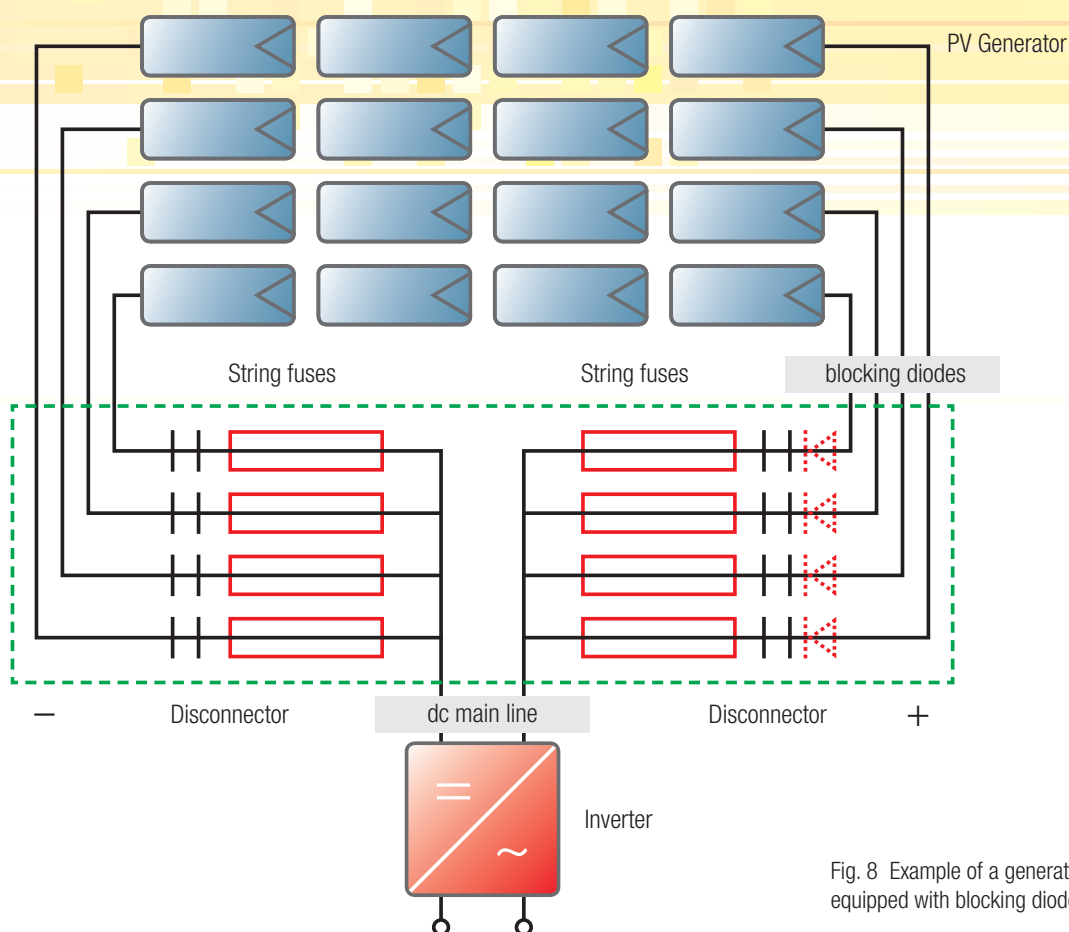 PV Generator
String fuses
String fuses
blocking diodes
−
Disconnector
dc main line
Disconnector
+
Inverter
Fig. 8 Example of a generat
equipped with blocking diod